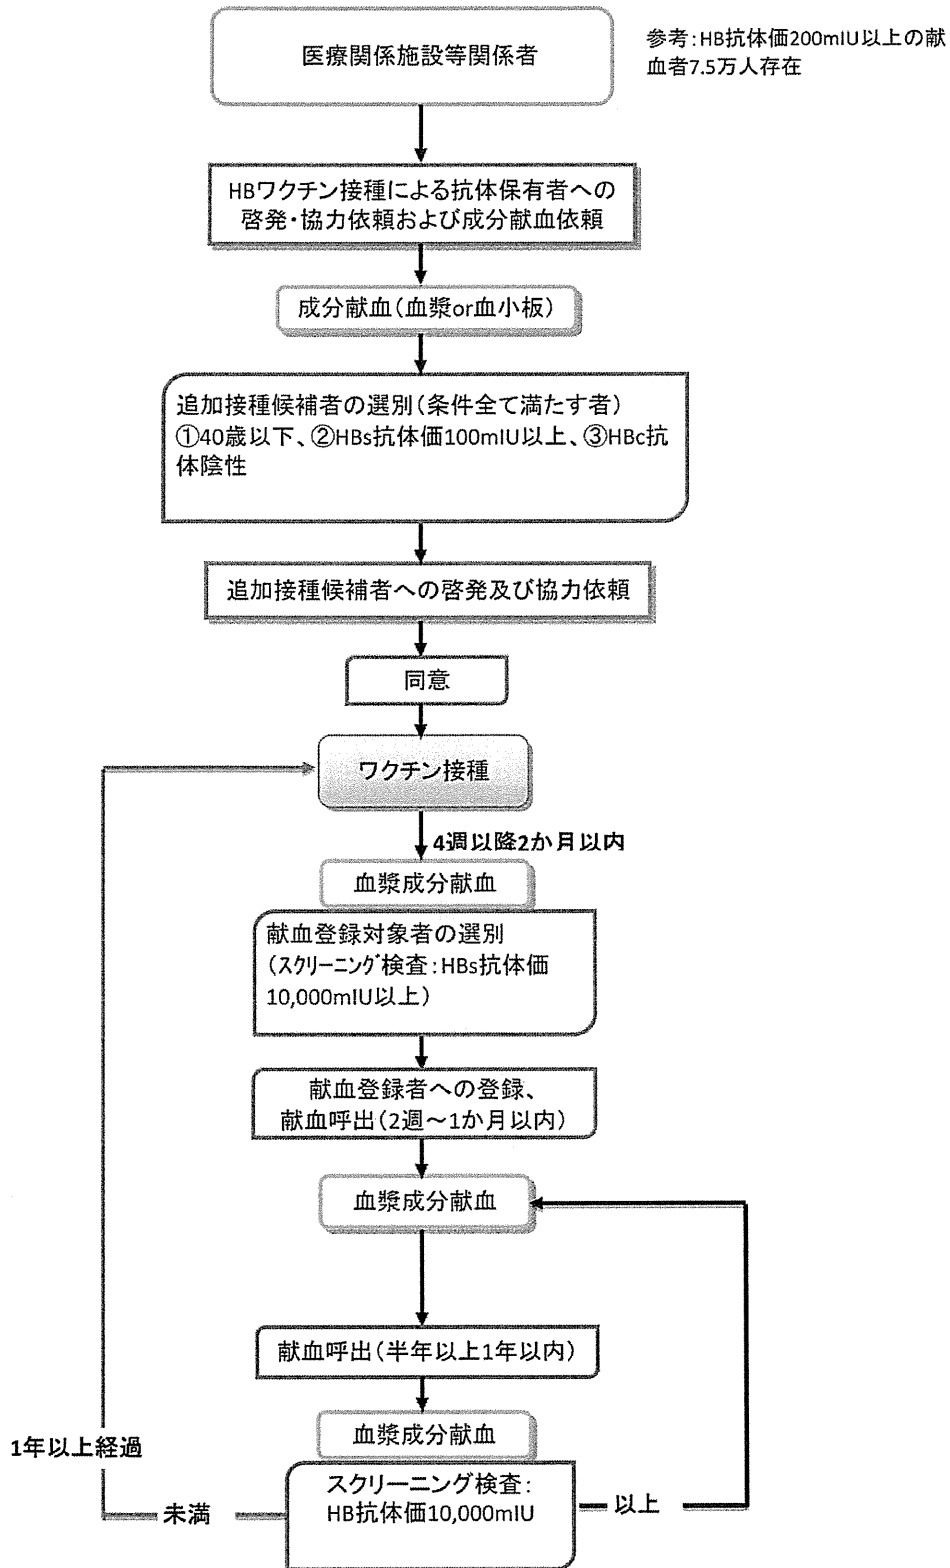 医療関係施設等関係者
参考：HB抗体価200mIU以上の献
血者7.5万人存在
HBワクチン接種による抗体保有者への
啓発・協力依頼および成分献血依頼
成分献血（血漿or血小板）
追加接種候補者の選別（条件全て満たす者）
①40歳以下、②HBs抗体価100mIU以上、③HBc抗
体陰性
追加接種候補者への啓発及び協力依頼
同意
ワクチン接種
4週以降2か月以内
血漿成分献血
献血登録対象者の選別
（スクリーニング検査：HBs抗体価
10,000mIU以上）
献血登録者への登録、
献血呼出（2週～1か月以内）
血漿成分献血
献血呼出（半年以上1年以内）
血漿成分献血
1年以上経過
スクリーニング検査：
HB抗体価10,000mIU
未満
以上